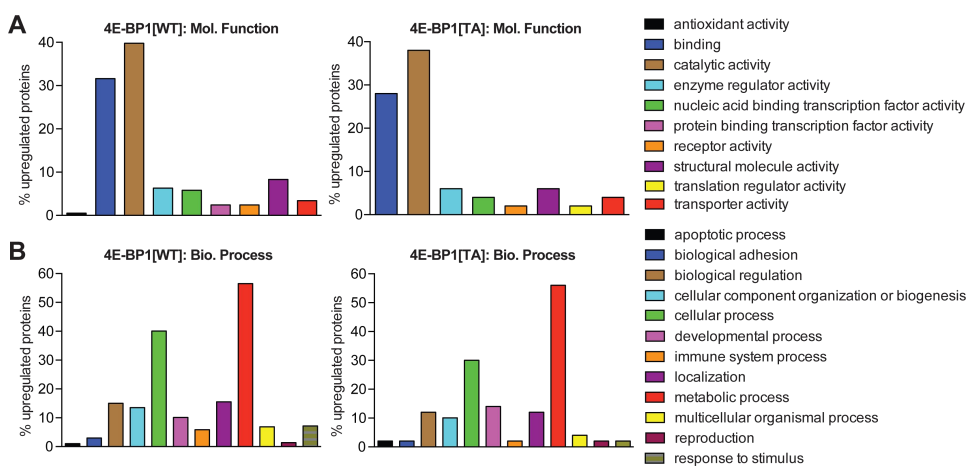 A
4E-BP1[WT]: Mol. Function
% upregulated proteins
40
30
20
10
0
4E-BP1[TA]: Mol. Function
% upregulated proteins
40
30
20
10
0
antioxidant activity
binding
catalytic activity
enzyme regulator activity
nucleic acid binding transcription factor activity
protein binding transcription factor activity
receptor activity
structural molecule activity
translation regulator activity
transporter activity
B
4E-BP1[WT]: Bio. Process
% upregulated proteins
60
50
40
30
20
10
0
4E-BP1[TA]: Bio. Process
% upregulated proteins
60
50
40
30
20
10
0
apoptotic process
biological adhesion
biological regulation
cellular component organization or biogenesis
cellular process
developmental process
immune system process
localization
metabolic process
multicellular organismal process
reproduction
response to stimulus